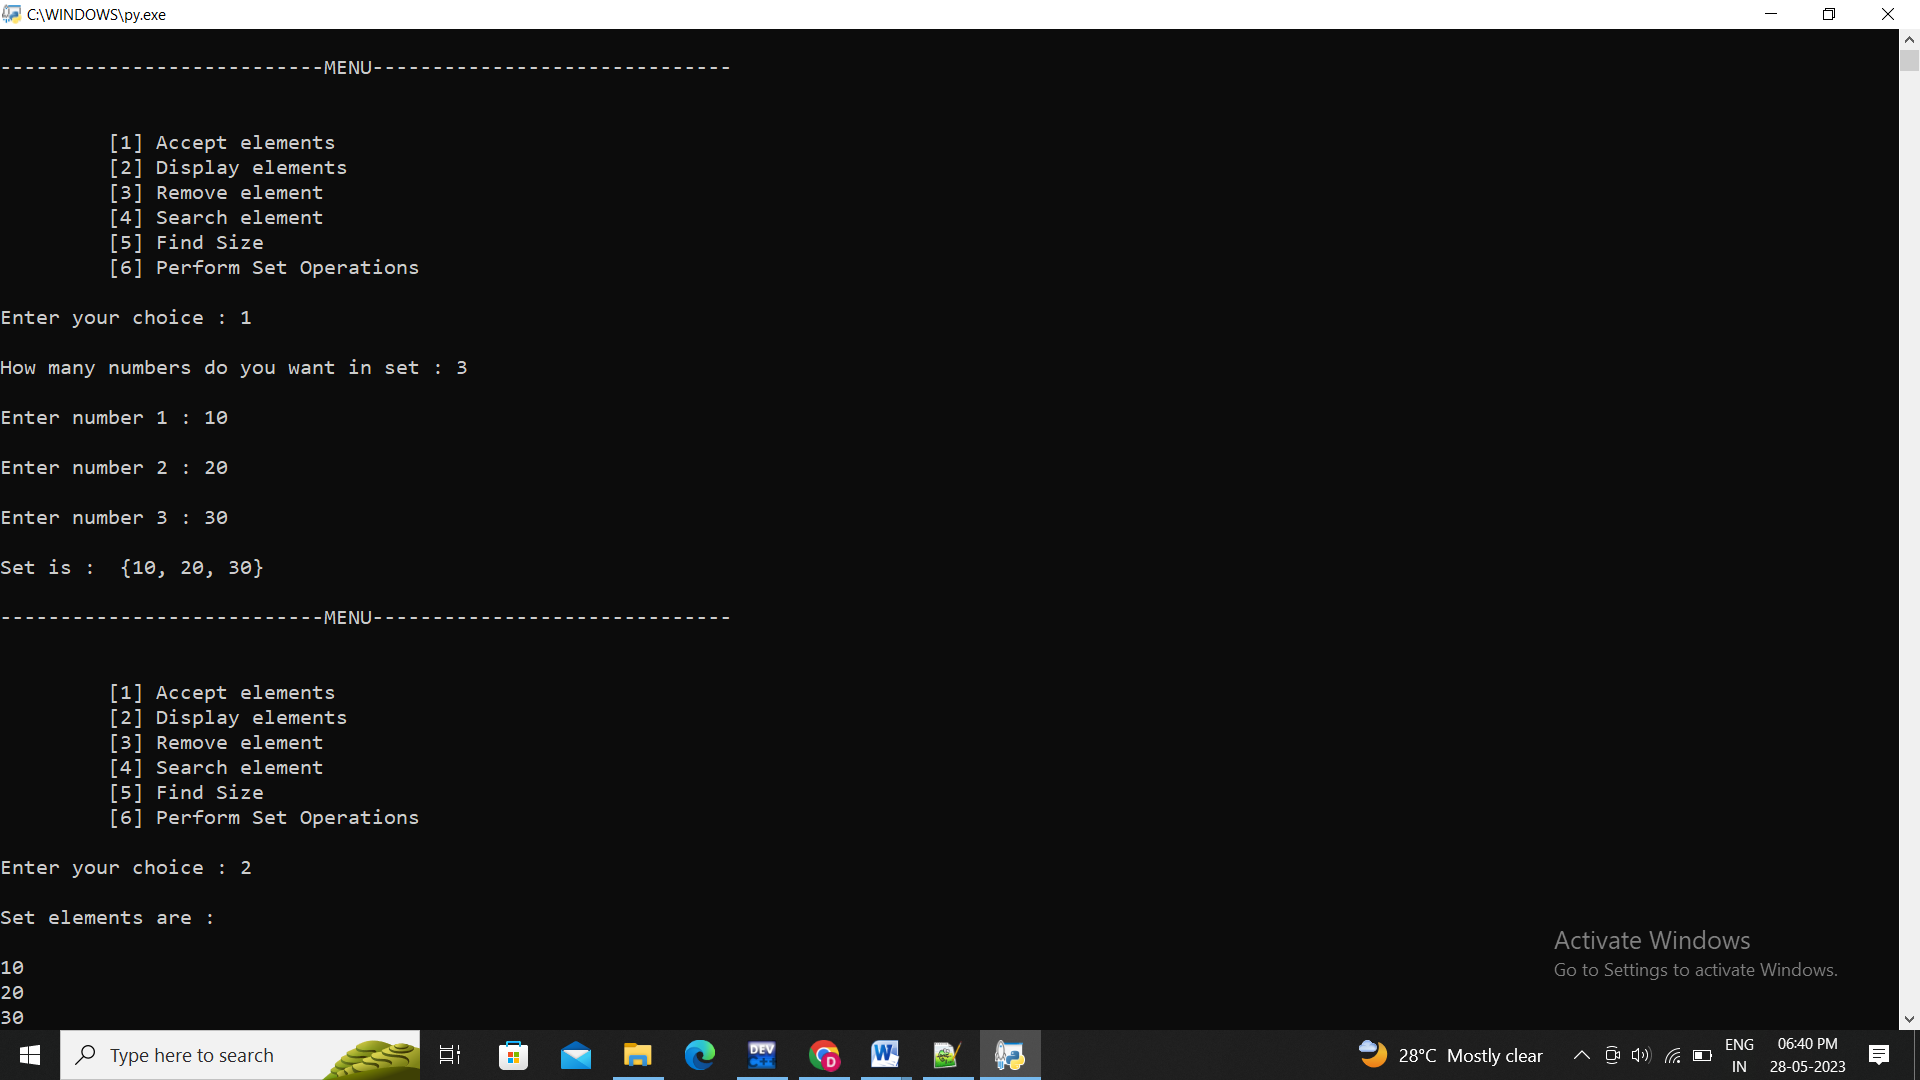 C:\WINDOWS\py.exe
---------------------------MENU------------------------------
[1] Accept elements
[2] Display elements
[3] Remove element
[4] Search element
[5] Find Size
[6] Perform Set Operations
Enter your choice : 1
How many numbers do you want in set : 3
Enter number 1 : 10
Enter number 2 : 20
Enter number 3 : 30
Set is :  {10, 20, 30}
---------------------------MENU------------------------------
[1] Accept elements
[2] Display elements
[3] Remove element
[4] Search element
[5] Find Size
[6] Perform Set Operations
Enter your choice : 2
Set elements are :
10
20
30
Activate Windows
Go to Settings to activate Windows.
Type here to search
DEV
C++
D
W
28°C Mostly clear
ENG
IN
06:40 PM
28-05-2023